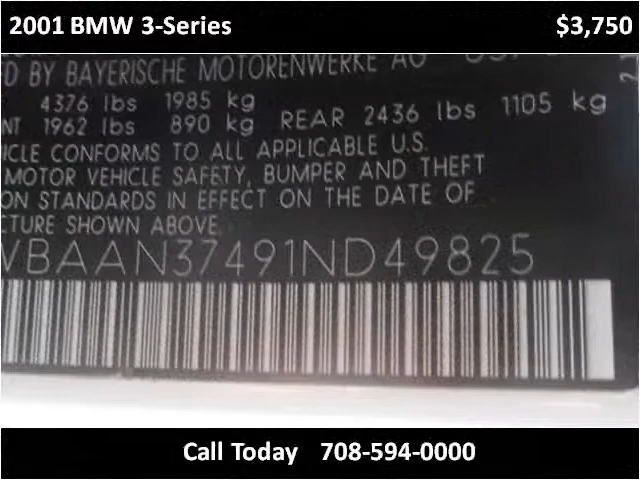 2001 BMW 3-Series $3,750
D BY BAYERISCHE MOTORENWERKE AG
4376 lbs 1985 kg
NT 1962 lbs 890 kg REAR 2436 lbs 1105 kg
ICLE CONFORMS TO ALL APPLICABLE U.S.
MOTOR VEHICLE SAFETY, BUMPER AND THEFT
ON STANDARDS IN EFFECT ON THE DATE OF
CTURE SHOWN ABOVE.
WBAAN37491ND49825
Call Today 708-594-0000